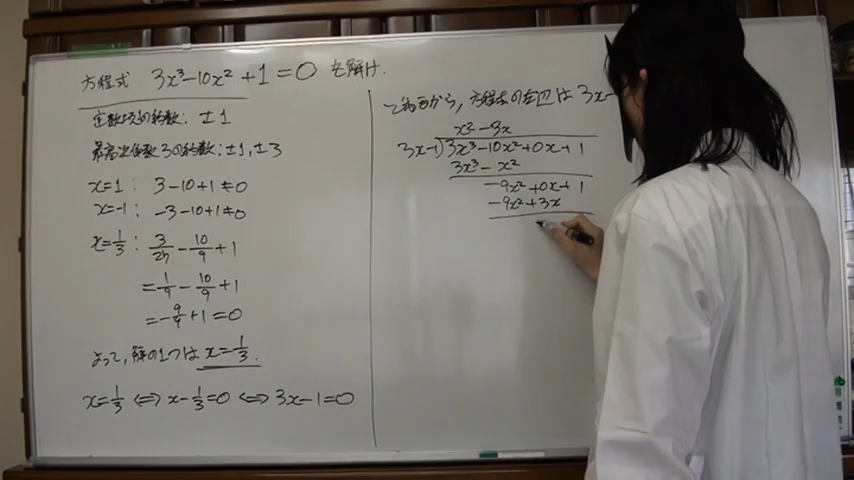 方程式 3x³-10x²+1=0 を解け.
定数項1の約数: ±1
最高次係数3の約数: ±1, ±3
x=1: 3-10+1≠0
x=-1: -3-10+1≠0
x=1/3: 3/27-10/9+1
=1/9-10/9+1
=-9/9+1=0
よって, 解の1つは x=1/3.
x=1/3 ⇔ x-1/3=0 ⇔ 3x-1=0
であるから, 方程式の左辺は 3x-
x²-3x
3x-1)3x³-10x²+0x+1
3x³-x²
-9x²+0x+1
-9x²+3x